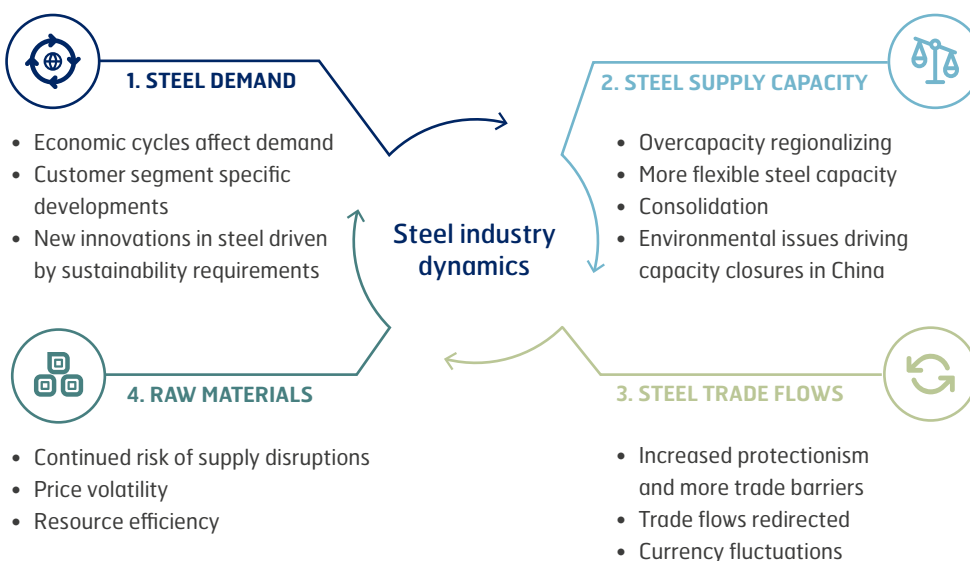 1. STEEL DEMAND
• Economic cycles affect demand
• Customer segment specific
developments
• New innovations in steel driven
by sustainability requirements
2. STEEL SUPPLY CAPACITY
• Overcapacity regionalizing
• More flexible steel capacity
• Consolidation
• Environmental issues driving
capacity closures in China
Steel industry
dynamics
4. RAW MATERIALS
• Continued risk of supply disruptions
• Price volatility
• Resource efficiency
3. STEEL TRADE FLOWS
• Increased protectionism
and more trade barriers
• Trade flows redirected
• Currency fluctuations